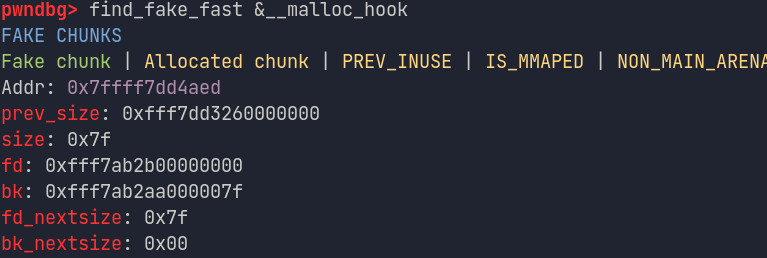 pwndbg> find_fake_fast &__malloc_hook
FAKE CHUNKS
Fake chunk | Allocated chunk | PREV_INUSE | IS_MMAPED | NON_MAIN_ARENA
Addr: 0x7ffff7dd4aed
prev_size: 0xfff7dd3260000000
size: 0x7f
fd: 0xfff7ab2b00000000
bk: 0xfff7ab2aa000007f
fd_nextsize: 0x7f
bk_nextsize: 0x00